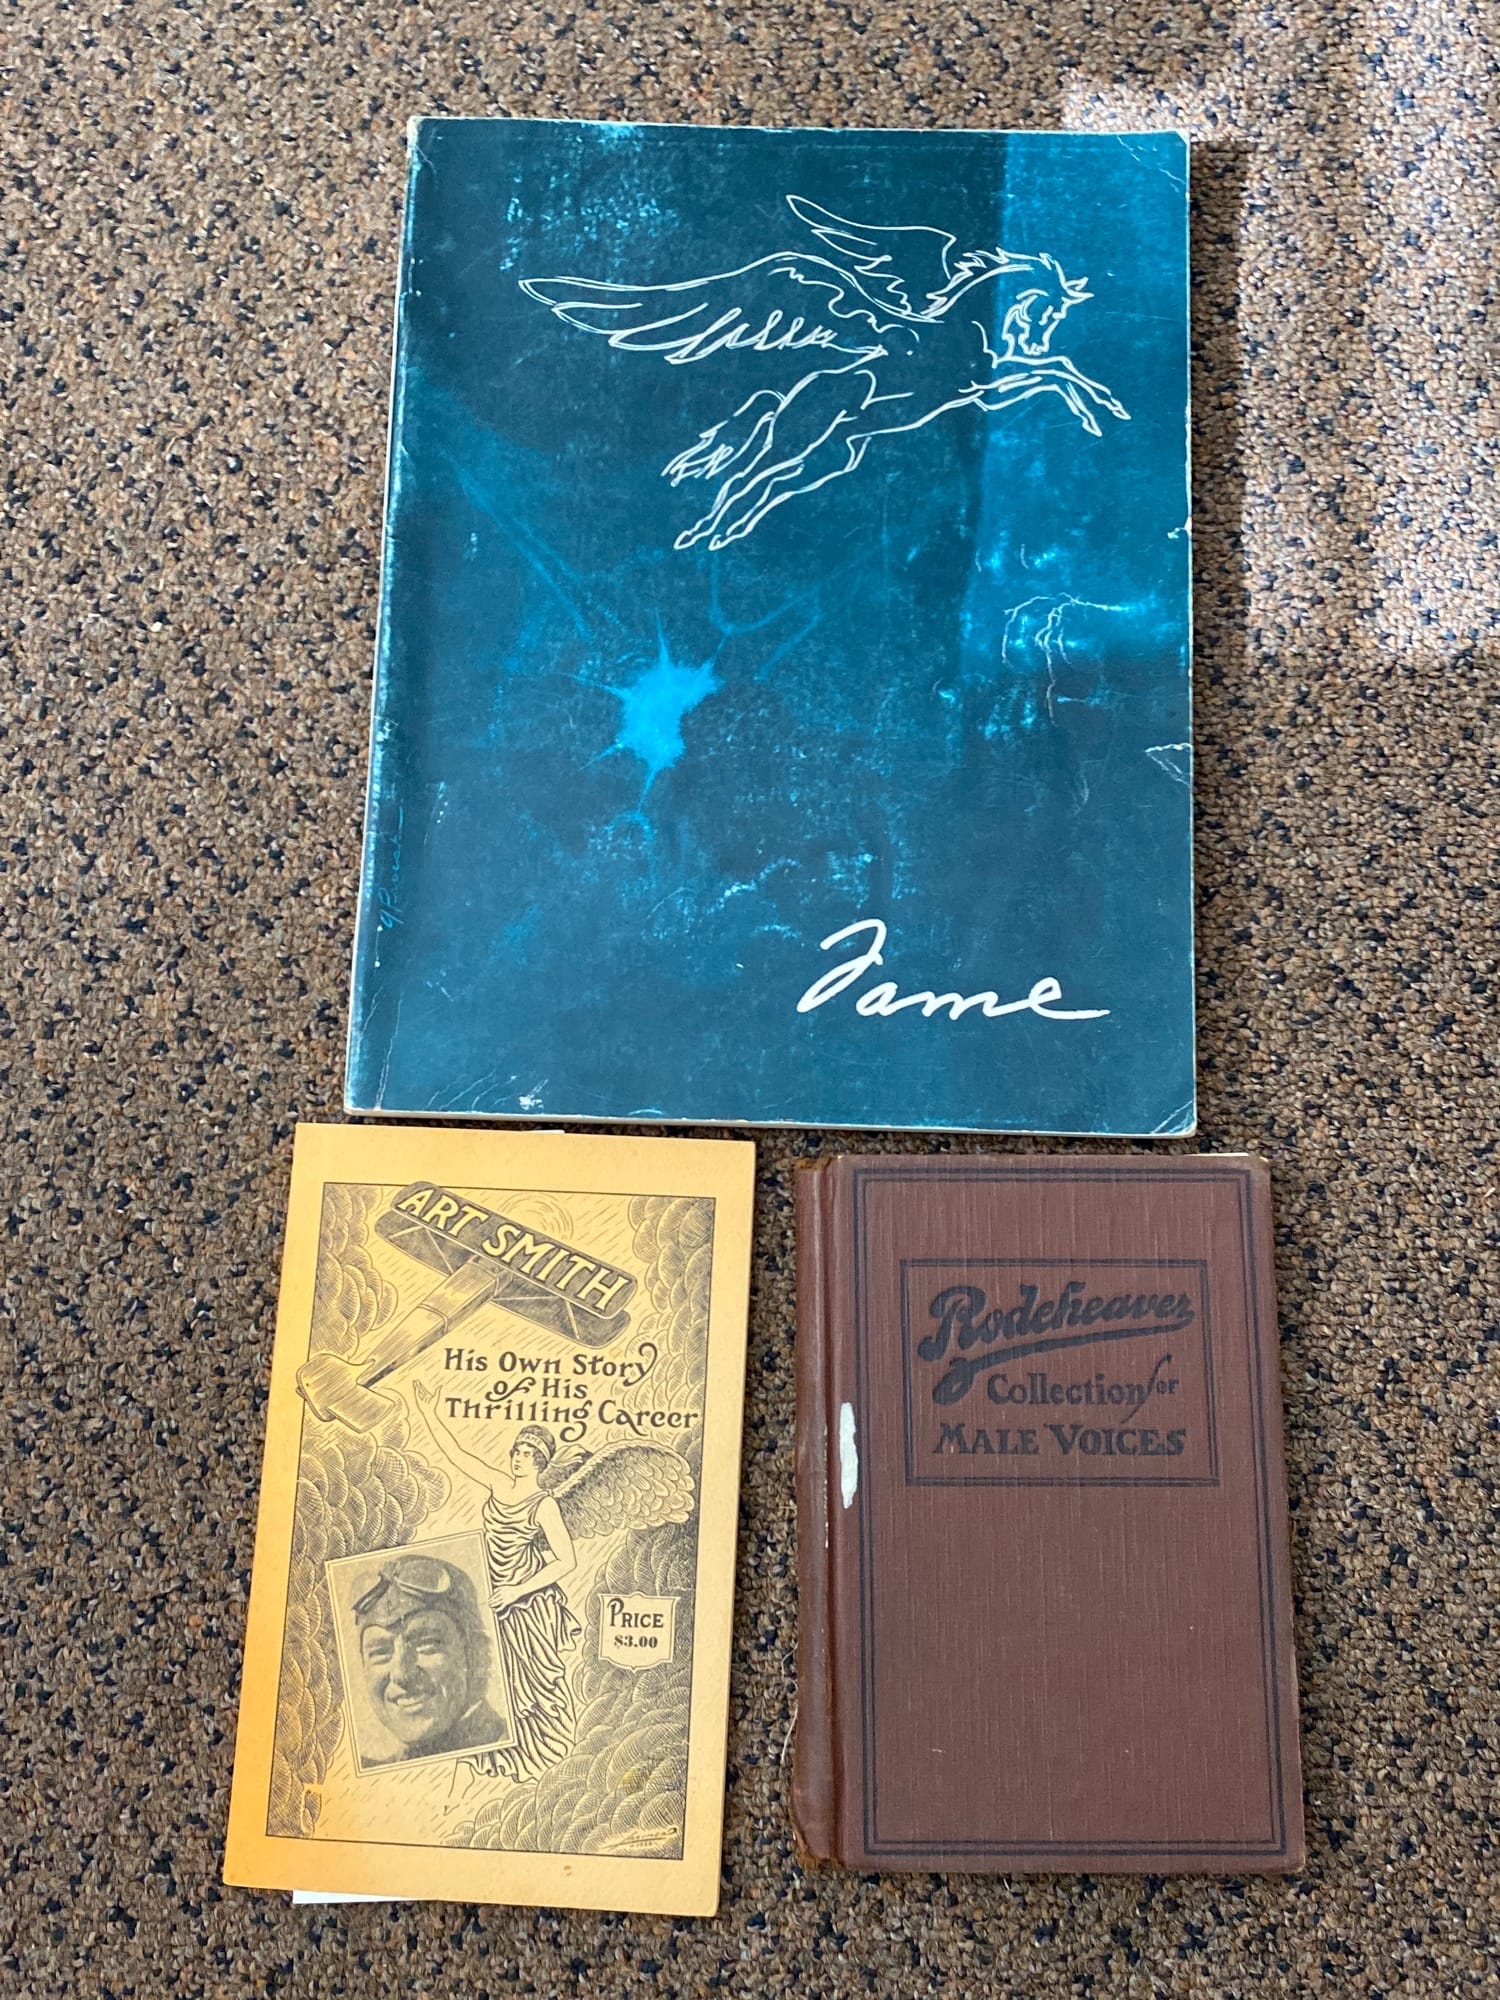 Fame
ART SMITH
His Own Story
of His
Thrilling Career
PRICE
$3.00
Rodeheaver
Collection for
MALE VOICES